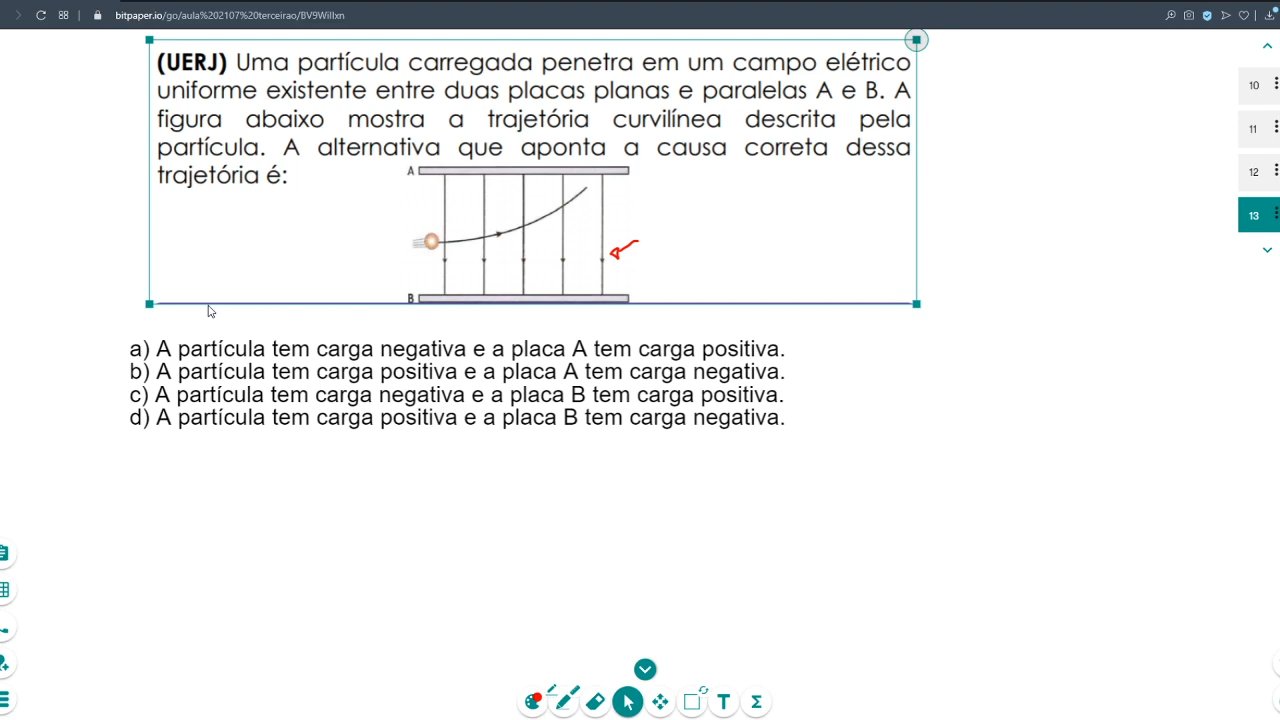 bitpaper.io/go/aula%202107%20terceirao/BV9Willxn
(UERJ) Uma partícula carregada penetra em um campo elétrico
uniforme existente entre duas placas planas e paralelas A e B. A
figura abaixo mostra a trajetória curvilínea descrita pela
partícula. A alternativa que aponta a causa correta dessa
trajetória é:
A
B
a) A partícula tem carga negativa e a placa A tem carga positiva.
b) A partícula tem carga positiva e a placa A tem carga negativa.
c) A partícula tem carga negativa e a placa B tem carga positiva.
d) A partícula tem carga positiva e a placa B tem carga negativa.
10
11
12
13
T
Σ